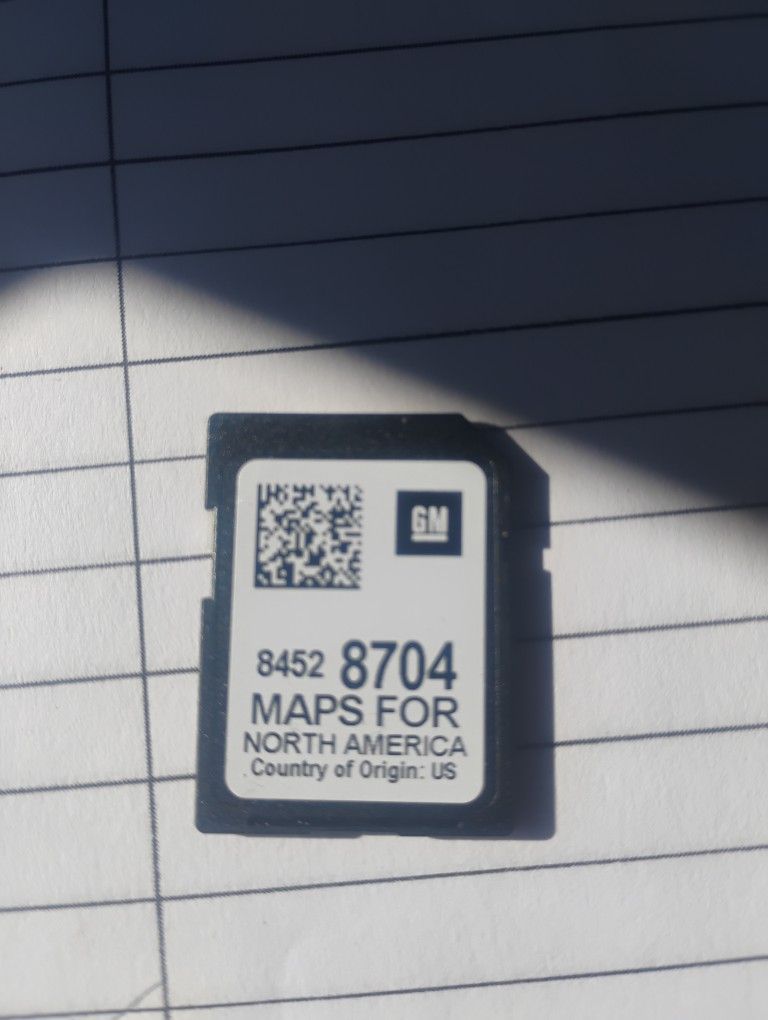 GM
8452 8704
MAPS FOR
NORTH AMERICA
Country of Origin: US